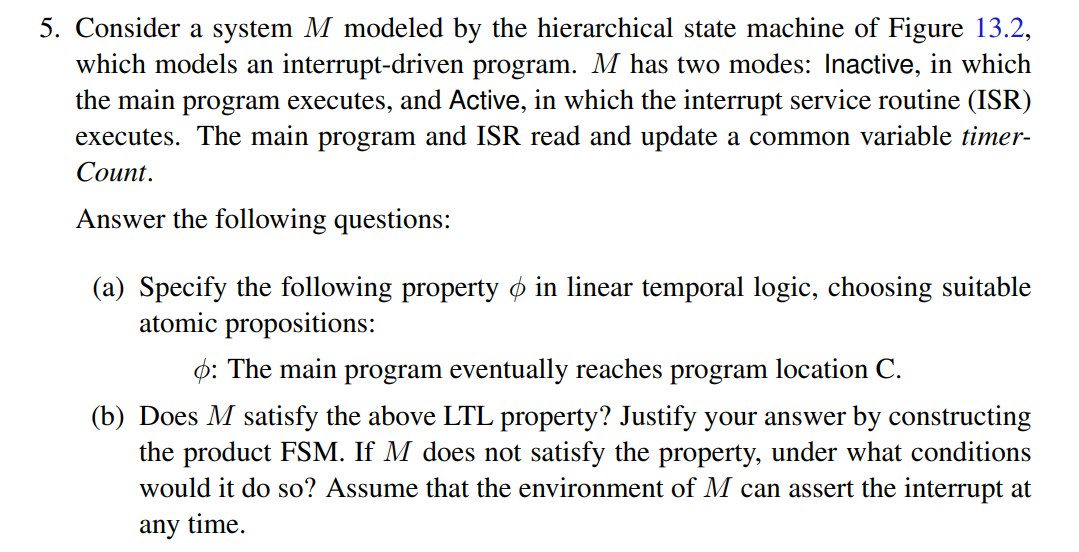 5. Consider a system M modeled by the hierarchical state machine of Figure 13.2,
which models an interrupt-driven program. M has two modes: Inactive, in which
the main program executes, and Active, in which the interrupt service routine (ISR)
executes. The main program and ISR read and update a common variable timer-
Count.
Answer the following questions:
(a) Specify the following property ϕ in linear temporal logic, choosing suitable
atomic propositions:
ϕ: The main program eventually reaches program location C.
(b) Does M satisfy the above LTL property? Justify your answer by constructing
the product FSM. If M does not satisfy the property, under what conditions
would it do so? Assume that the environment of M can assert the interrupt at
any time.